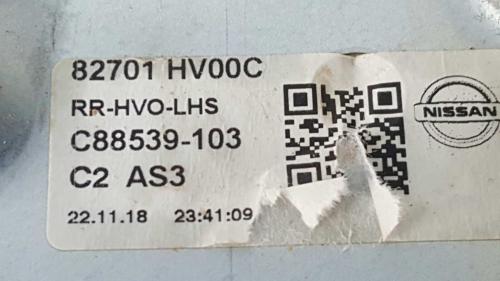 82701 HV00C
RR-HVO-LHS
C88539-103
C2 AS3
22.11.18 23:41:09
NISSAN